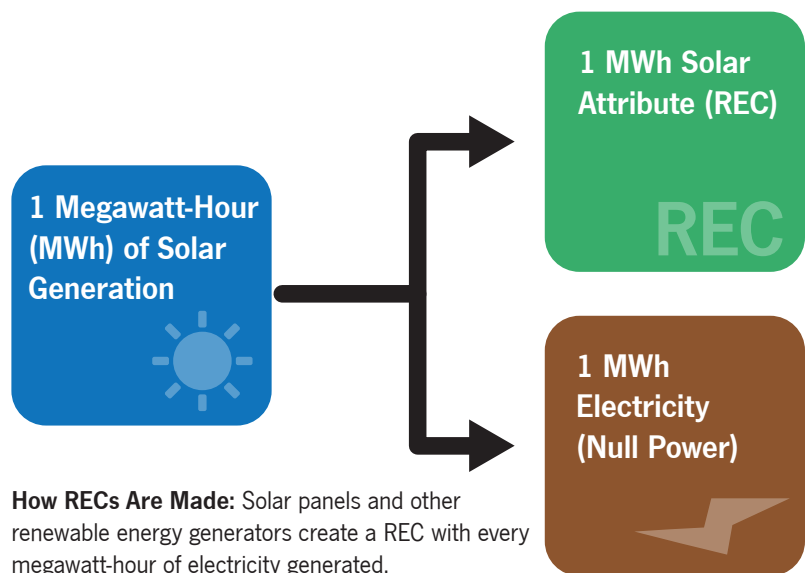 1 Megawatt-Hour
(MWh) of Solar
Generation
1 MWh Solar
Attribute (REC)
REC
1 MWh
Electricity
(Null Power)
How RECs Are Made: Solar panels and other
renewable energy generators create a REC with every
megawatt-hour of electricity generated.